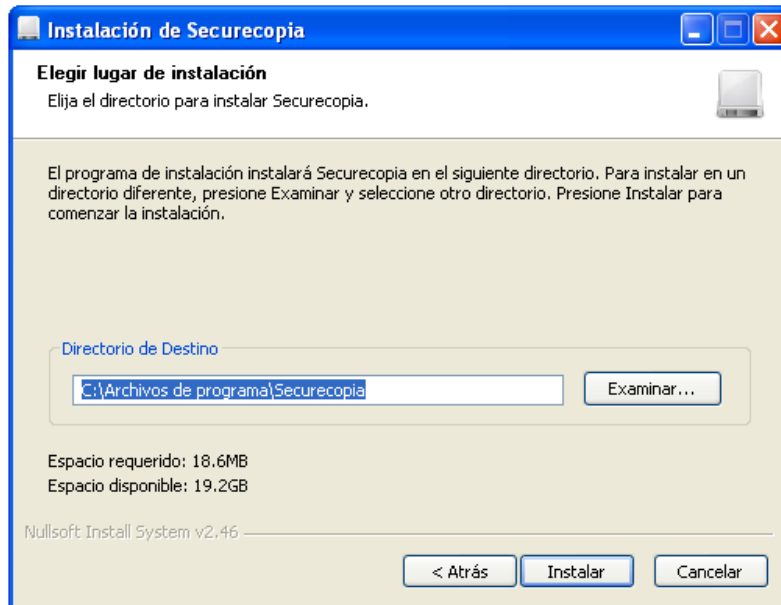 Instalación de Securecopia
Elegir lugar de instalación
Elija el directorio para instalar Securecopia.
El programa de instalación instalará Securecopia en el siguiente directorio. Para instalar en un
directorio diferente, presione Examinar y seleccione otro directorio. Presione Instalar para
comenzar la instalación.
Directorio de Destino
C:\Archivos de programa\Securecopia
Examinar...
Espacio requerido: 18.6MB
Espacio disponible: 19.2GB
Nullsoft Install System v2.46
< Atrás
Instalar
Cancelar